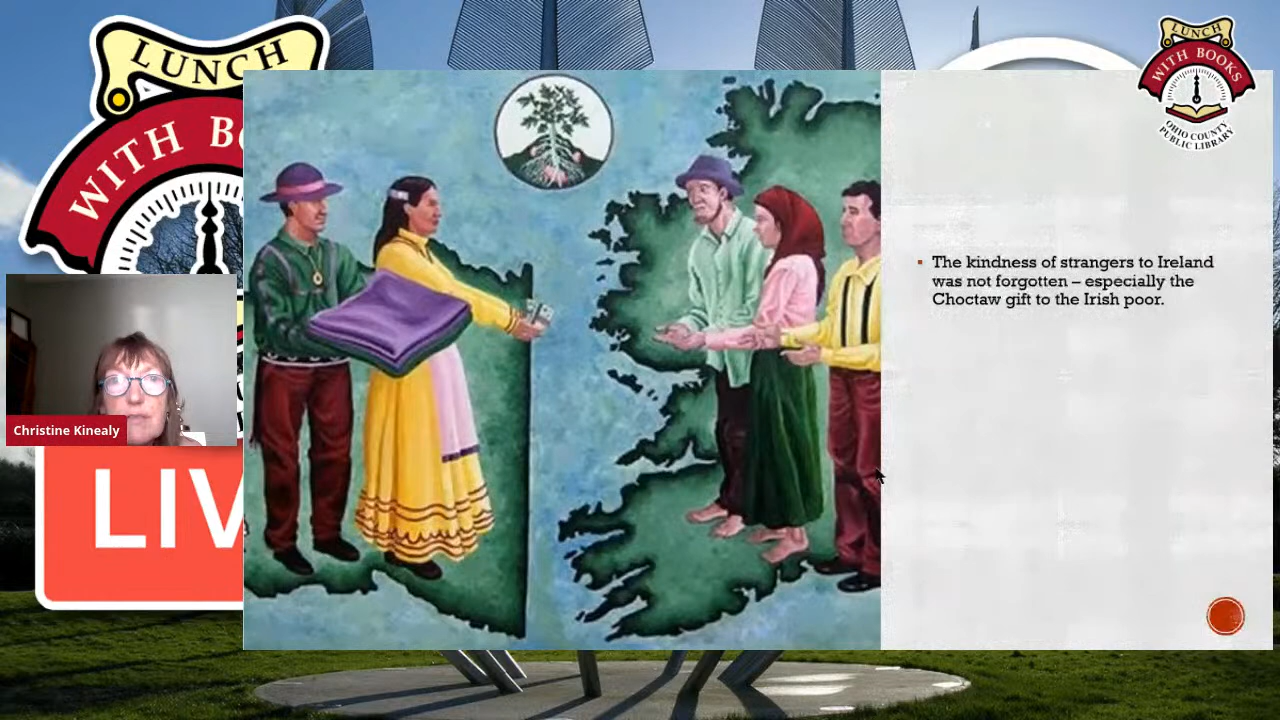 LUNCH
WITH BO
LIV
Christine Kinealy
LUNCH
WITH BOOKS
OHIO COUNTY
PUBLIC LIBRARY
The kindness of strangers to Ireland
was not forgotten – especially the
Choctaw gift to the Irish poor.